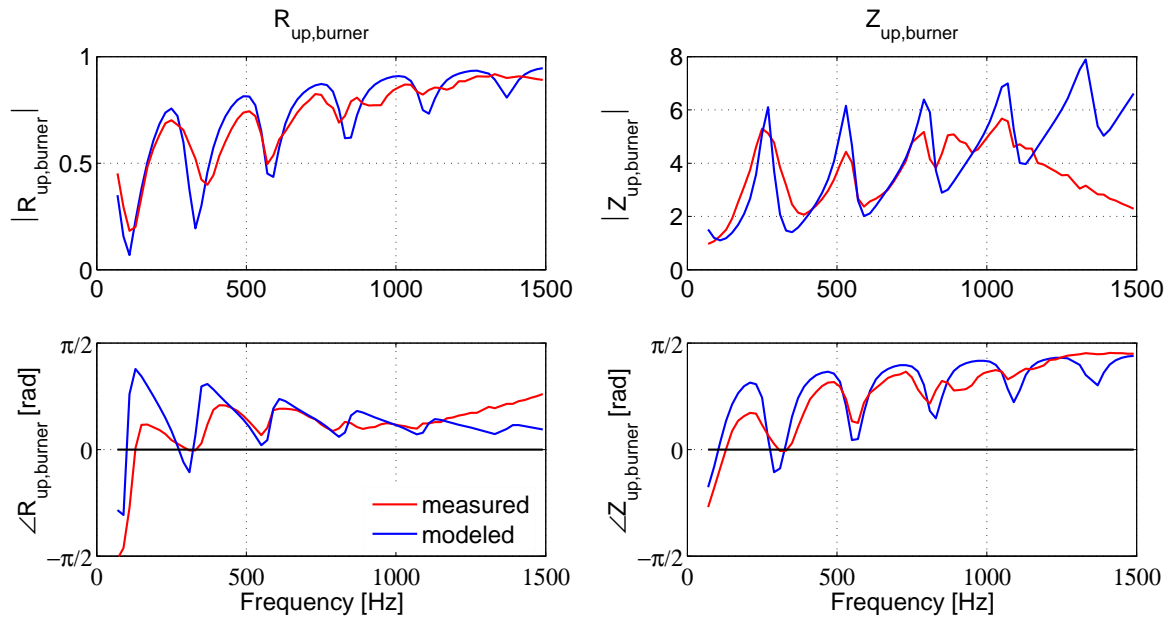 R_up,burner
Z_up,burner
|R_up,burner|
1
0.5
0
0 500 1000 1500
|Z_up,burner|
8
6
4
2
0
0 500 1000 1500
∠R_up,burner [rad]
π/2
0
−π/2
measured
modeled
0 500 1000 1500
Frequency [Hz]
∠Z_up,burner [rad]
π/2
0
−π/2
0 500 1000 1500
Frequency [Hz]